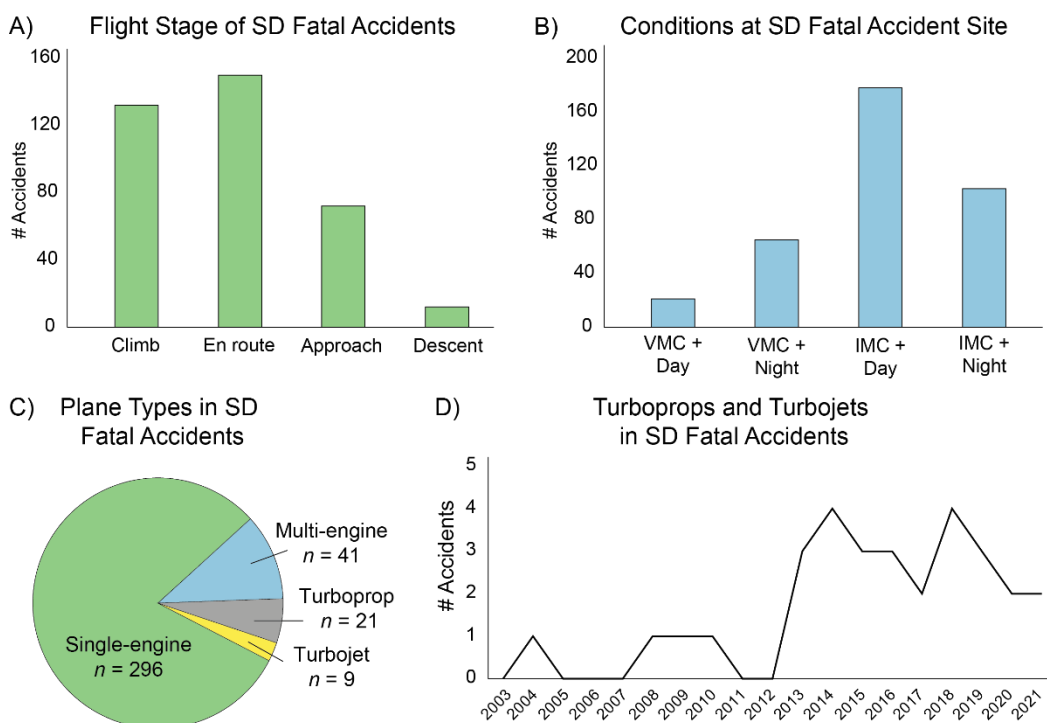 A) Flight Stage of SD Fatal Accidents
160
120
80
40
0
# Accidents
Climb
En route
Approach
Descent
B) Conditions at SD Fatal Accident Site
200
160
120
80
40
0
# Accidents
VMC +
Day
VMC +
Night
IMC +
Day
IMC +
Night
C) Plane Types in SD
Fatal Accidents
Multi-engine
n = 41
Turboprop
n = 21
Turbojet
n = 9
Single-engine
n = 296
D) Turboprops and Turbojets
in SD Fatal Accidents
5
4
3
2
1
0
# Accidents
2003
2004
2005
2006
2007
2008
2009
2010
2011
2012
2013
2014
2015
2016
2017
2018
2019
2020
2021